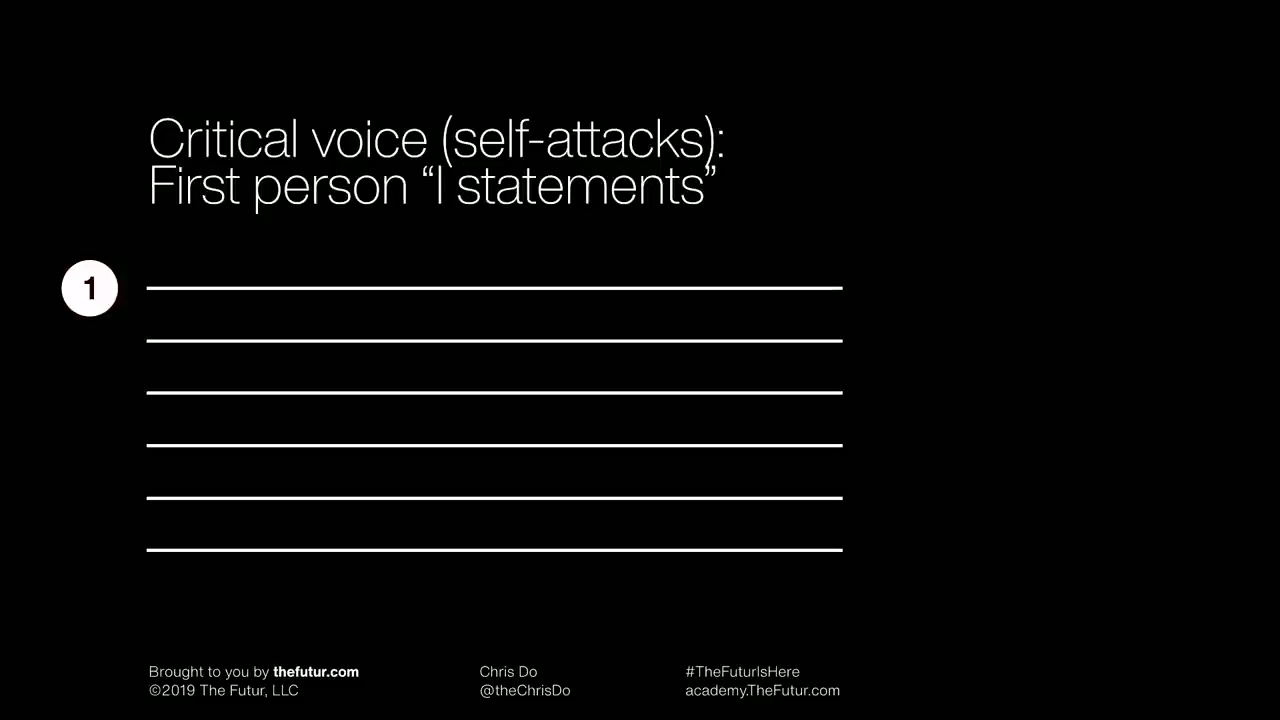 Critical voice (self-attacks):
First person “I statements”
1
Brought to you by thefutur.com
©2019 The Futur, LLC
Chris Do
@theChrisDo
#TheFuturIsHere
academy.TheFutur.com